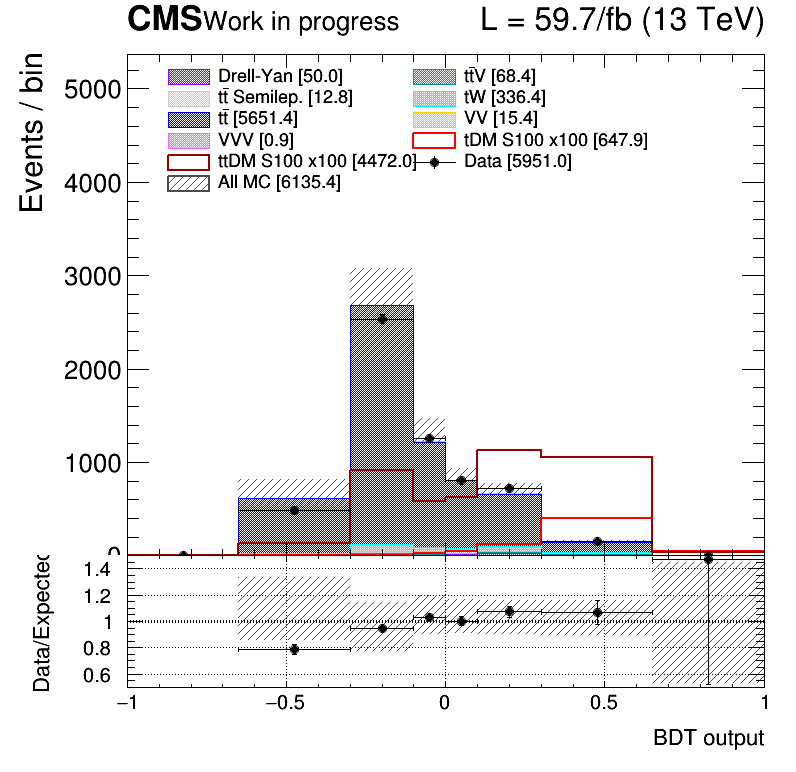 CMS Work in progress L = 59.7/fb (13 TeV)
Events / bin
5000
4000
3000
2000
1000
0
Drell-Yan [50.0] tt̄V [68.4]
tt̄ Semilep. [12.8] tW [336.4]
tt̄ [5651.4] VV [15.4]
VVV [0.9] tDM S100 x100 [647.9]
ttDM S100 x100 [4472.0] Data [5951.0]
All MC [6135.4]
Data/Expected
1.4
1.2
1
0.8
0.6
−1 −0.5 0 0.5 1
BDT output